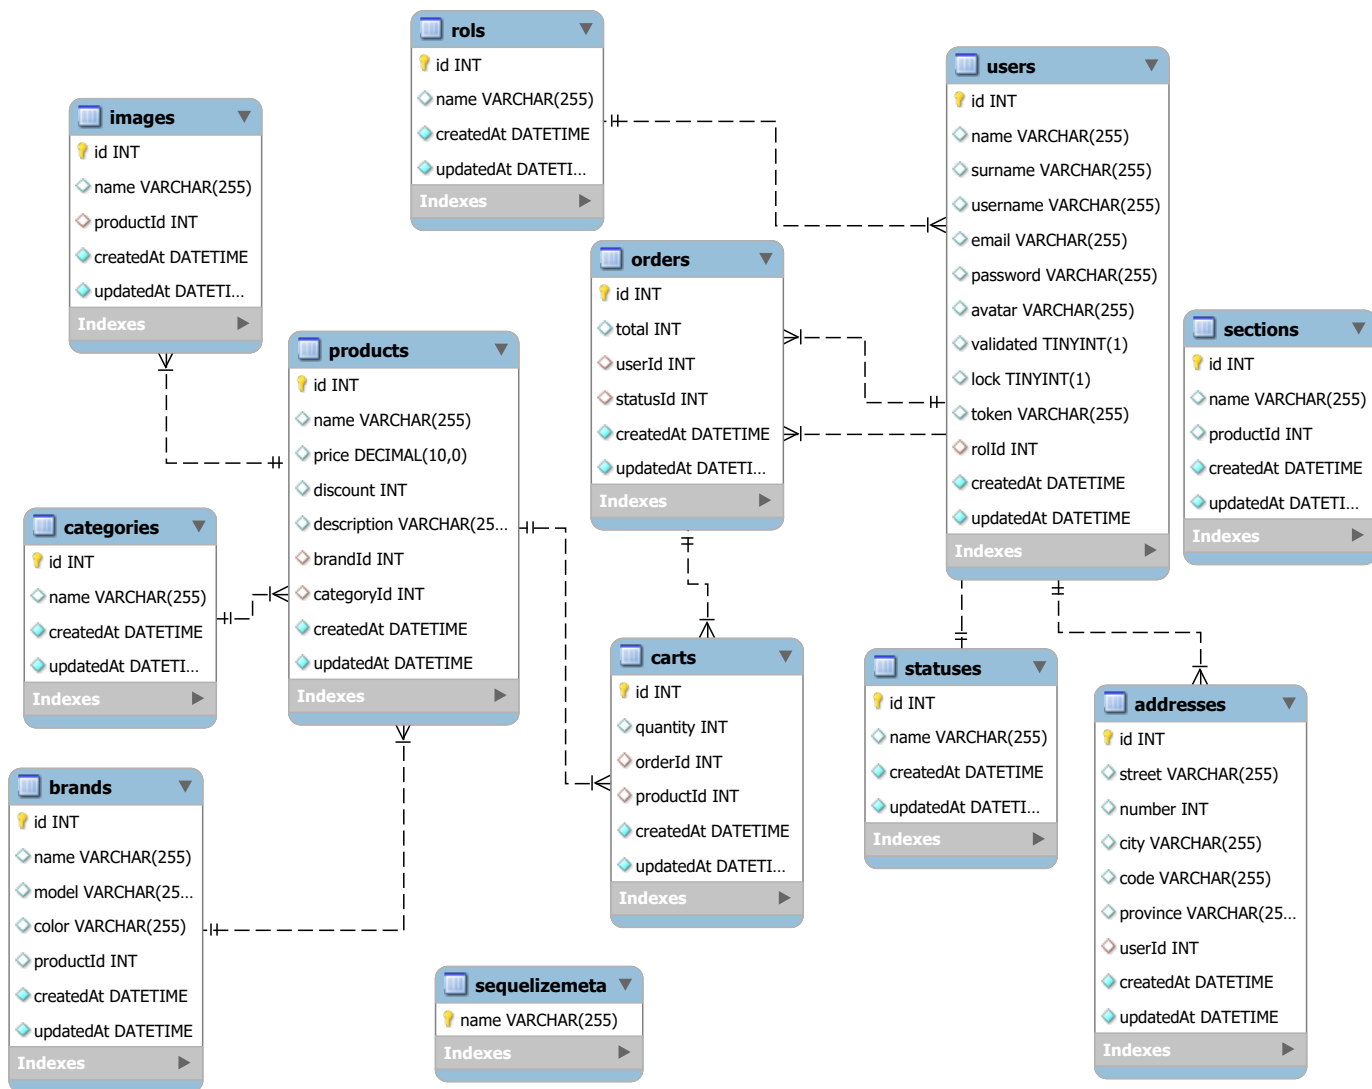 rols
id INT
name VARCHAR(255)
createdAt DATETIME
updatedAt DATETI...
Indexes
users
id INT
name VARCHAR(255)
surname VARCHAR(255)
username VARCHAR(255)
email VARCHAR(255)
password VARCHAR(255)
avatar VARCHAR(255)
validated TINYINT(1)
lock TINYINT(1)
token VARCHAR(255)
rolId INT
createdAt DATETIME
updatedAt DATETIME
Indexes
images
id INT
name VARCHAR(255)
productId INT
createdAt DATETIME
updatedAt DATETI...
Indexes
orders
id INT
total INT
userId INT
statusId INT
createdAt DATETIME
updatedAt DATETI...
Indexes
sections
id INT
name VARCHAR(255)
productId INT
createdAt DATETIME
updatedAt DATETI...
Indexes
products
id INT
name VARCHAR(255)
price DECIMAL(10,0)
discount INT
description VARCHAR(25...
brandId INT
categoryId INT
createdAt DATETIME
updatedAt DATETIME
Indexes
categories
id INT
name VARCHAR(255)
createdAt DATETIME
updatedAt DATETI...
Indexes
carts
id INT
quantity INT
orderId INT
productId INT
createdAt DATETIME
updatedAt DATETI...
Indexes
statuses
id INT
name VARCHAR(255)
createdAt DATETIME
updatedAt DATETI...
Indexes
addresses
id INT
street VARCHAR(255)
number INT
city VARCHAR(255)
code VARCHAR(255)
province VARCHAR(25...
userId INT
createdAt DATETIME
updatedAt DATETIME
Indexes
brands
id INT
name VARCHAR(255)
model VARCHAR(25...
color VARCHAR(255)
productId INT
createdAt DATETIME
updatedAt DATETIME
Indexes
sequelizemeta
name VARCHAR(255)
Indexes